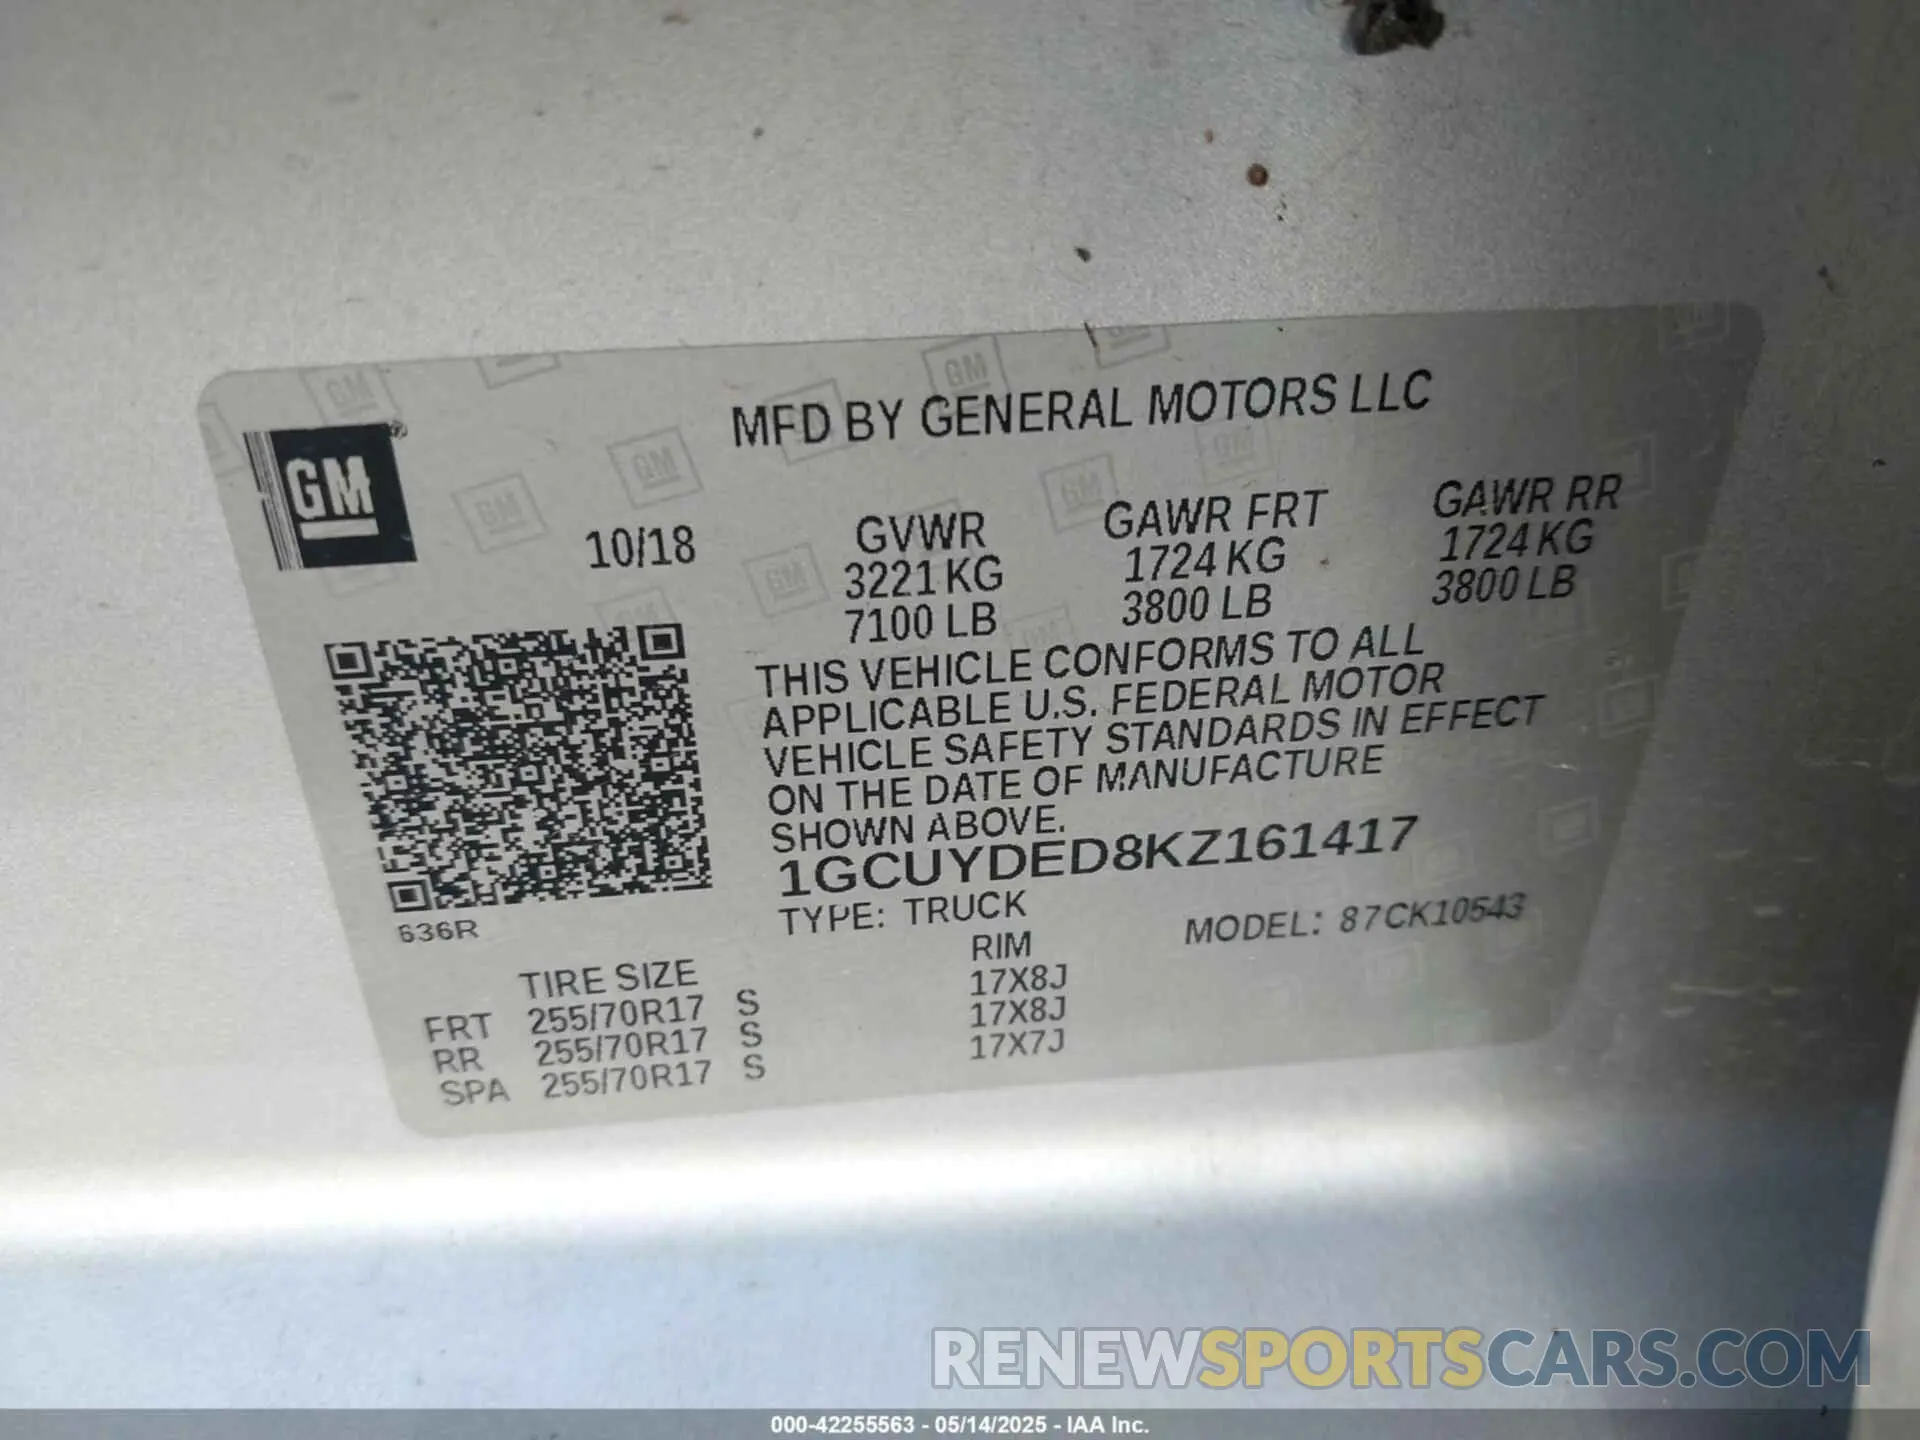 MFD BY GENERAL MOTORS LLC
GM
10/18
GVWR GAWR FRT GAWR RR
3221 KG 1724 KG 1724 KG
7100 LB 3800 LB 3800 LB
THIS VEHICLE CONFORMS TO ALL
APPLICABLE U.S. FEDERAL MOTOR
VEHICLE SAFETY STANDARDS IN EFFECT
ON THE DATE OF MANUFACTURE
SHOWN ABOVE.
1GCUYDED8KZ161417
TYPE: TRUCK MODEL: 87CK10543
636R
TIRE SIZE RIM
FRT 255/70R17 S 17X8J
RR 255/70R17 S 17X8J
SPA 255/70R17 S 17X7J
RENEWSPORTSCARS.COM
000-42255563 - 05/14/2025 - IAA Inc.